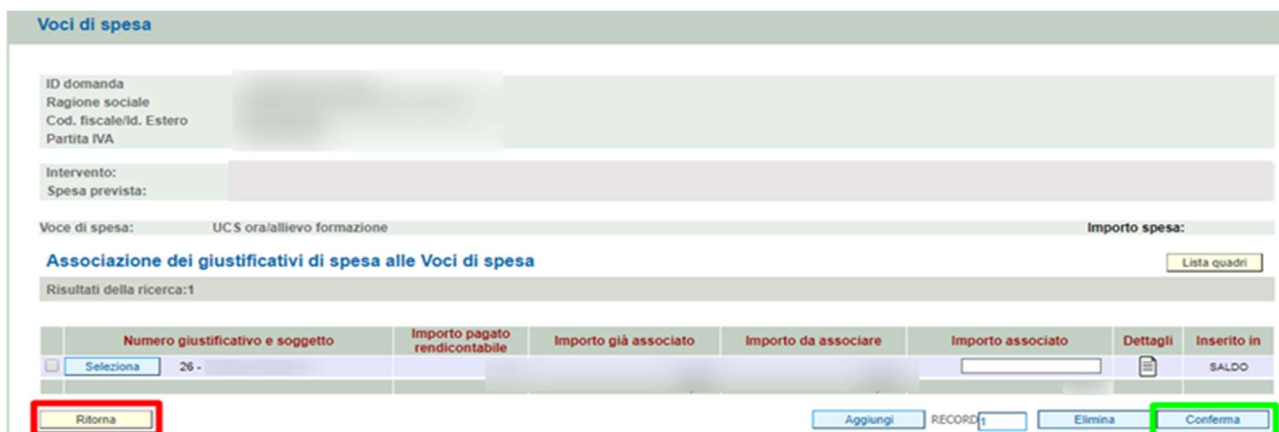 Voci di spesa
ID domanda
Ragione sociale
Cod. fiscale/Id. Estero
Partita IVA
Intervento:
Spesa prevista:
Voce di spesa: UCS ora/allievo formazione Importo spesa:
Associazione dei giustificativi di spesa alle Voci di spesa Lista quadri
Risultati della ricerca:1
Numero giustificativo e soggetto Importo pagato rendicontabile Importo già associato Importo da associare Importo associato Dettagli Inserito in
Seleziona 26 - SALDO
Ritorna Aggiungi RECORD 1 Elimina Conferma